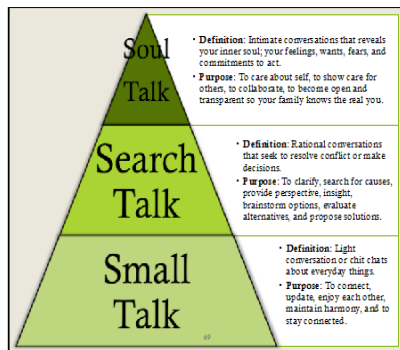 Soul
Talk
• Definition: Intimate conversations that reveals
your inner soul; your feelings, wants, fears, and
commitments to act.
• Purpose: To care about self, to show care for
others, to collaborate, to become open and
transparent so your family knows the real you.
Search
Talk
• Definition: Rational conversations
that seek to resolve conflict or make
decisions.
• Purpose: To clarify, search for causes,
provide perspective, insight,
brainstorm options, evaluate
alternatives, and propose solutions.
Small
Talk
• Definition: Light
conversation or chit chats
about everyday things.
• Purpose: To connect,
update, enjoy each other,
maintain harmony, and to
stay connected.